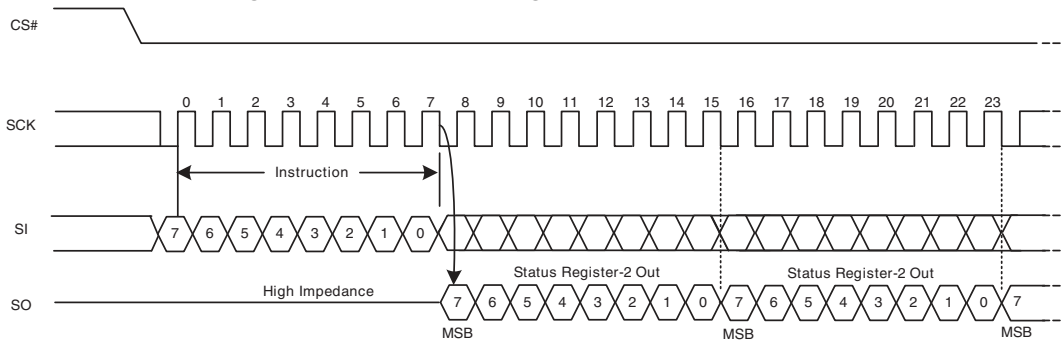 CS#
0 1 2 3 4 5 6 7 8 9 10 11 12 13 14 15 16 17 18 19 20 21 22 23
SCK
Instruction
SI
7 6 5 4 3 2 1 0
Status Register-2 Out Status Register-2 Out
High Impedance
SO
7 6 5 4 3 2 1 0 7 6 5 4 3 2 1 0 7
MSB MSB MSB